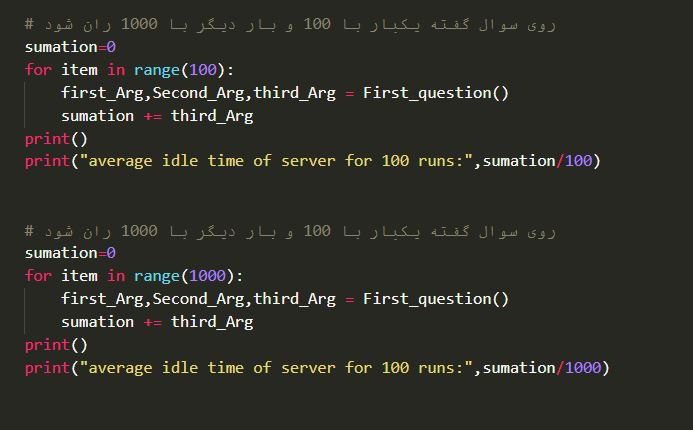 # روی سوال گفته یکبار با 100 و بار دیگر با 1000 ران شود
sumation=0
for item in range(100):
    first_Arg,Second_Arg,third_Arg = First_question()
    sumation += third_Arg
print()
print("average idle time of server for 100 runs:",sumation/100)
# روی سوال گفته یکبار با 100 و بار دیگر با 1000 ران شود
sumation=0
for item in range(1000):
    first_Arg,Second_Arg,third_Arg = First_question()
    sumation += third_Arg
print()
print("average idle time of server for 100 runs:",sumation/1000)